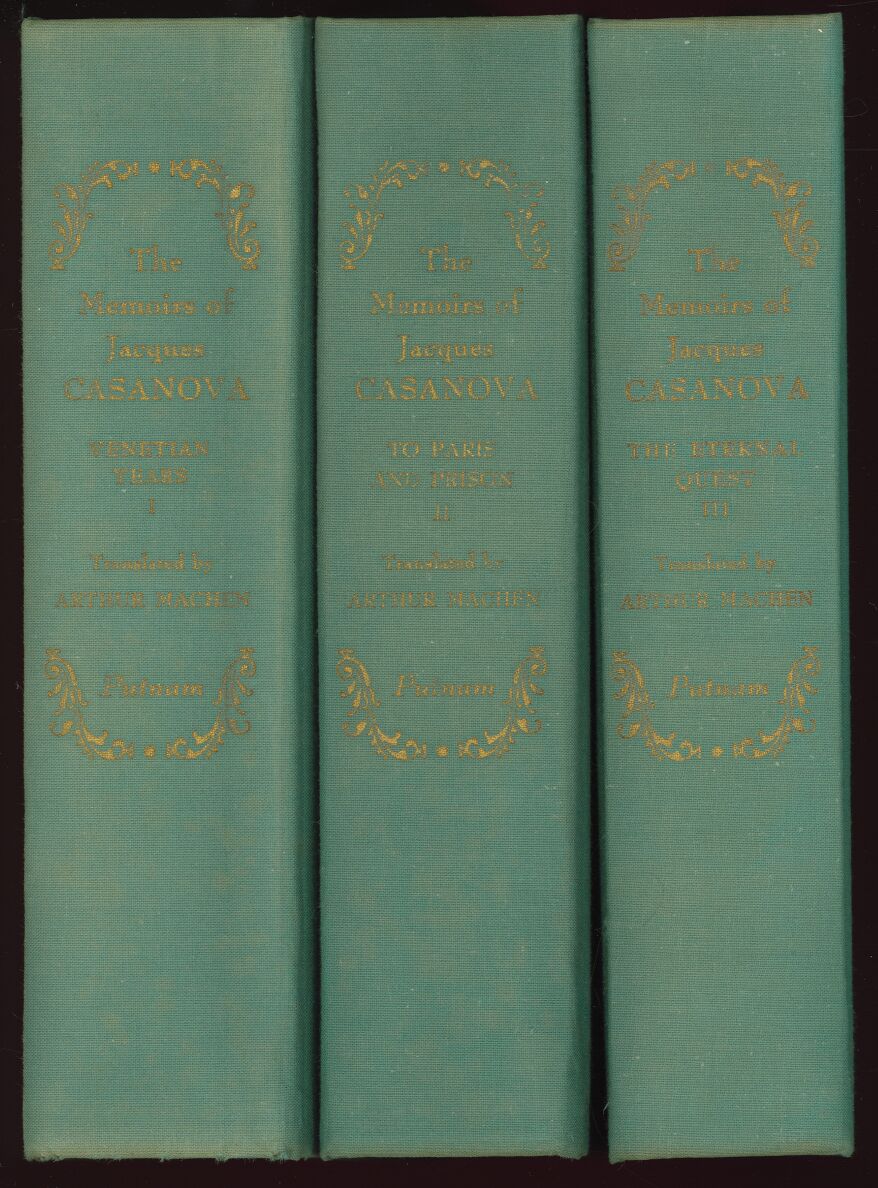 The
Memoirs of
Jacques
CASANOVA
VENETIAN
YEARS
I
Translated by
ARTHUR MACHEN
Putnam
The
Memoirs of
Jacques
CASANOVA
TO PARIS
AND PRISON
II
Translated by
ARTHUR MACHEN
Putnam
The
Memoirs of
Jacques
CASANOVA
THE ETERNAL
QUEST
III
Translated by
ARTHUR MACHEN
Putnam